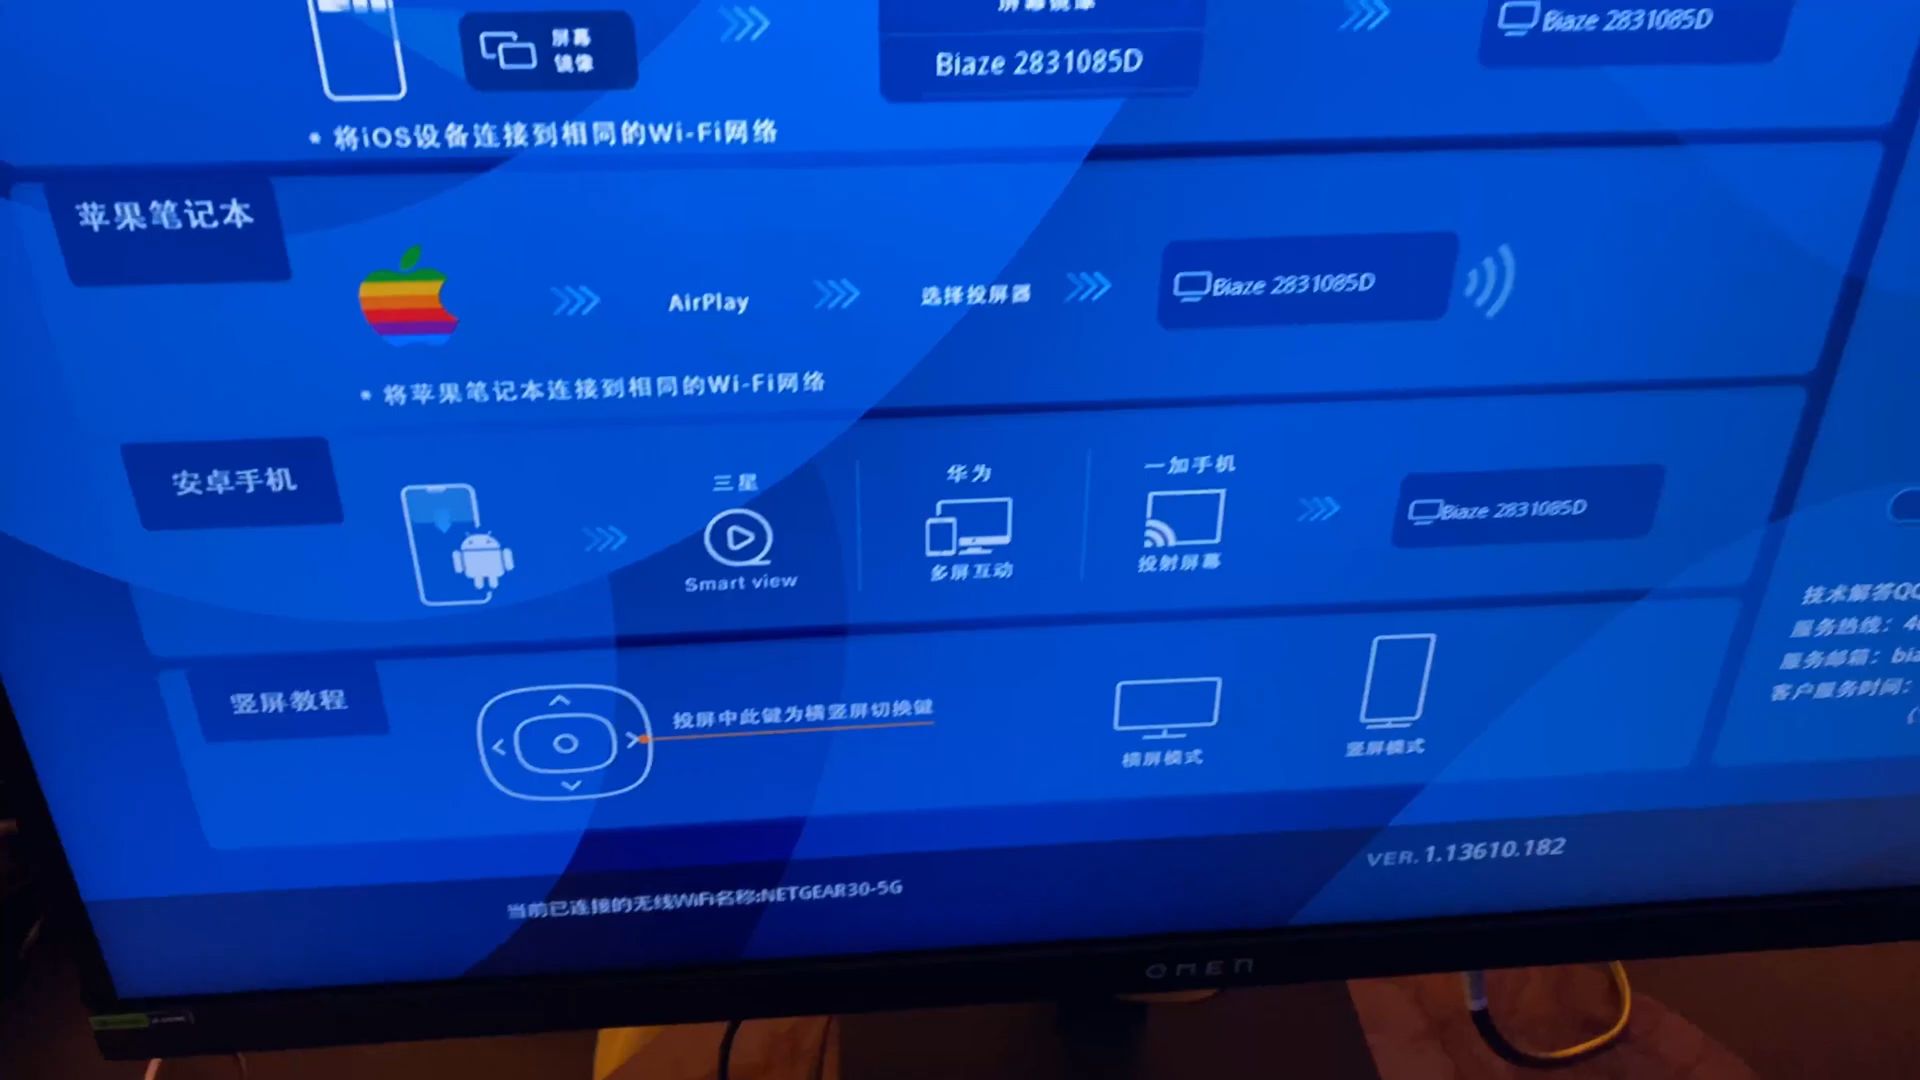 屏幕镜像
屏幕
镜像
Biaze 2831085D
Biaze 2831085D
* 将iOS设备连接到相同的Wi-Fi网络
苹果笔记本
AirPlay
选择投屏器
Biaze 2831085D
* 将苹果笔记本连接到相同的Wi-Fi网络
安卓手机
三星
Smart view
华为
多屏互动
一加手机
投射屏幕
Biaze 2831085D
技术解答QQ
服务热线：
服务邮箱：bia
客户服务时间：
竖屏教程
投屏中此键为横竖屏切换键
横屏模式
竖屏模式
VER.1.13610.182
当前已连接的无线WiFi名称:NETGEAR30-5G
OMEN